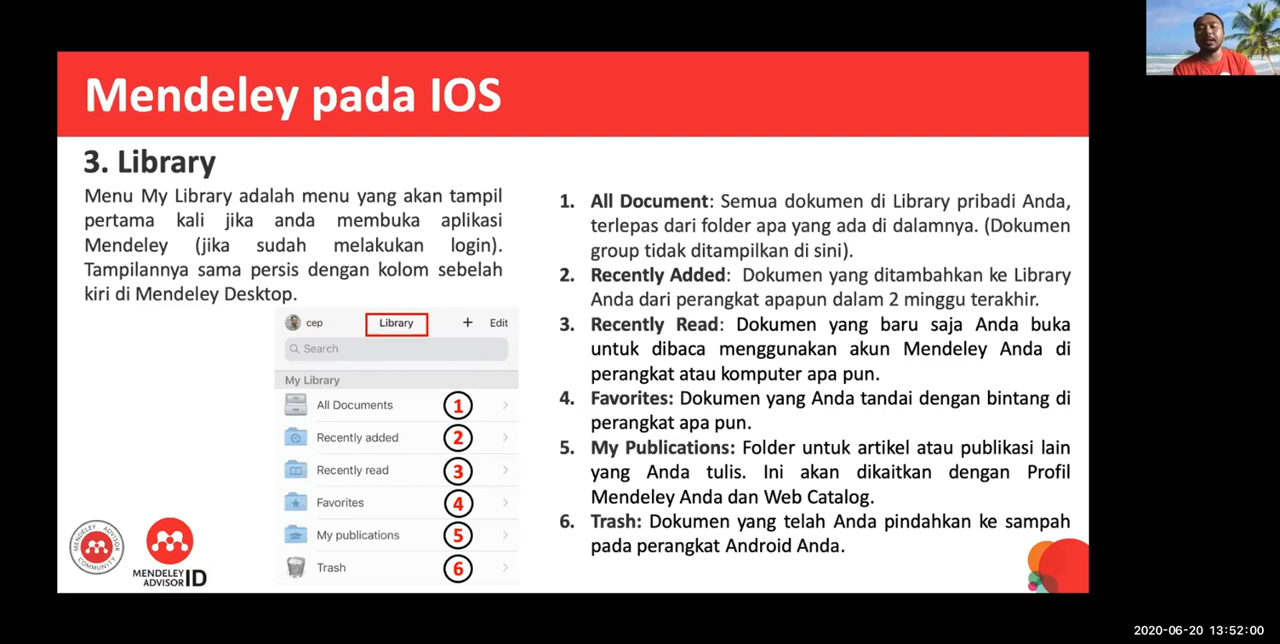 Mendeley pada IOS
3. Library
Menu My Library adalah menu yang akan tampil
pertama kali jika anda membuka aplikasi
Mendeley (jika sudah melakukan login).
Tampilannya sama persis dengan kolom sebelah
kiri di Mendeley Desktop.
cep
Library
+
Edit
Search
My Library
All Documents 1
Recently added 2
Recently read 3
Favorites 4
My publications 5
Trash 6
MENDELEY ADVISOR
COMMUNITY
MENDELEY
ADVISOR ID
1. All Document: Semua dokumen di Library pribadi Anda,
terlepas dari folder apa yang ada di dalamnya. (Dokumen
group tidak ditampilkan di sini).
2. Recently Added: Dokumen yang ditambahkan ke Library
Anda dari perangkat apapun dalam 2 minggu terakhir.
3. Recently Read: Dokumen yang baru saja Anda buka
untuk dibaca menggunakan akun Mendeley Anda di
perangkat atau komputer apa pun.
4. Favorites: Dokumen yang Anda tandai dengan bintang di
perangkat apa pun.
5. My Publications: Folder untuk artikel atau publikasi lain
yang Anda tulis. Ini akan dikaitkan dengan Profil
Mendeley Anda dan Web Catalog.
6. Trash: Dokumen yang telah Anda pindahkan ke sampah
pada perangkat Android Anda.
2020-06-20 13:52:00